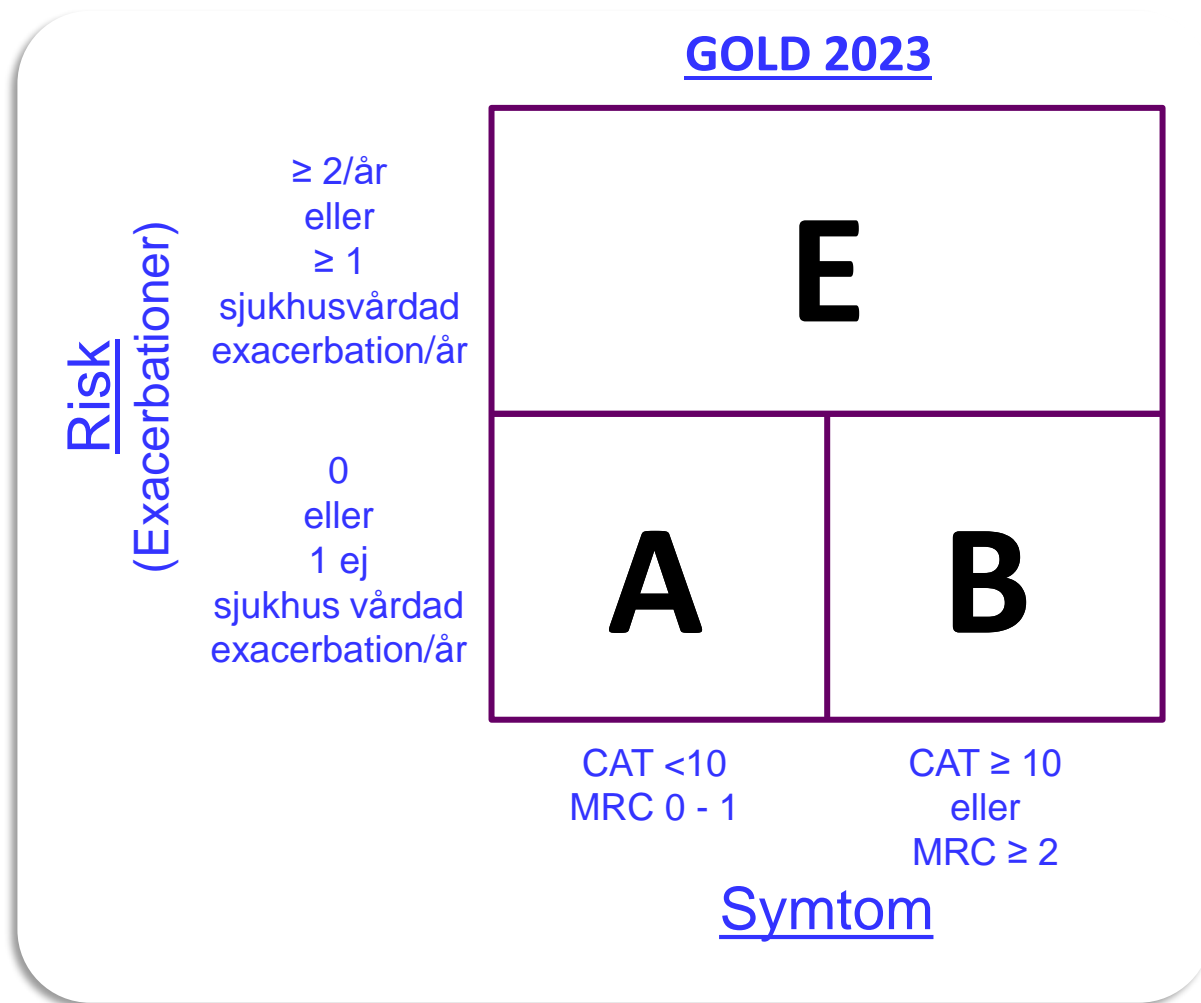 GOLD 2023
≥ 2/år
eller
≥ 1
sjukhusvårdad
exacerbation/år
E
Risk
(Exacerbationer)
0
eller
1 ej
sjukhus vårdad
exacerbation/år
A
B
CAT <10
MRC 0 - 1
CAT ≥ 10
eller
MRC ≥ 2
Symtom